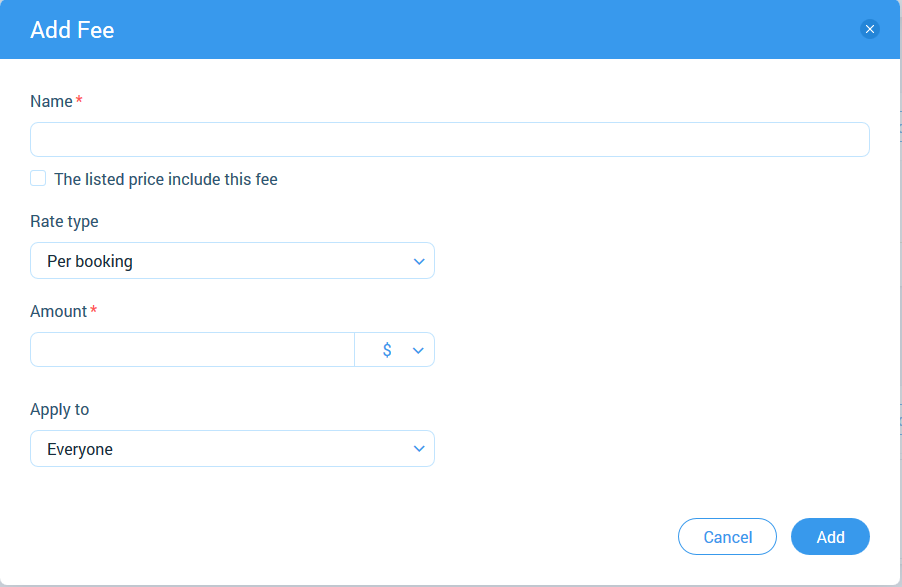 Add Fee
Name *
The listed price include this fee
Rate type
Per booking
Amount *
$
Apply to
Everyone
Cancel Add